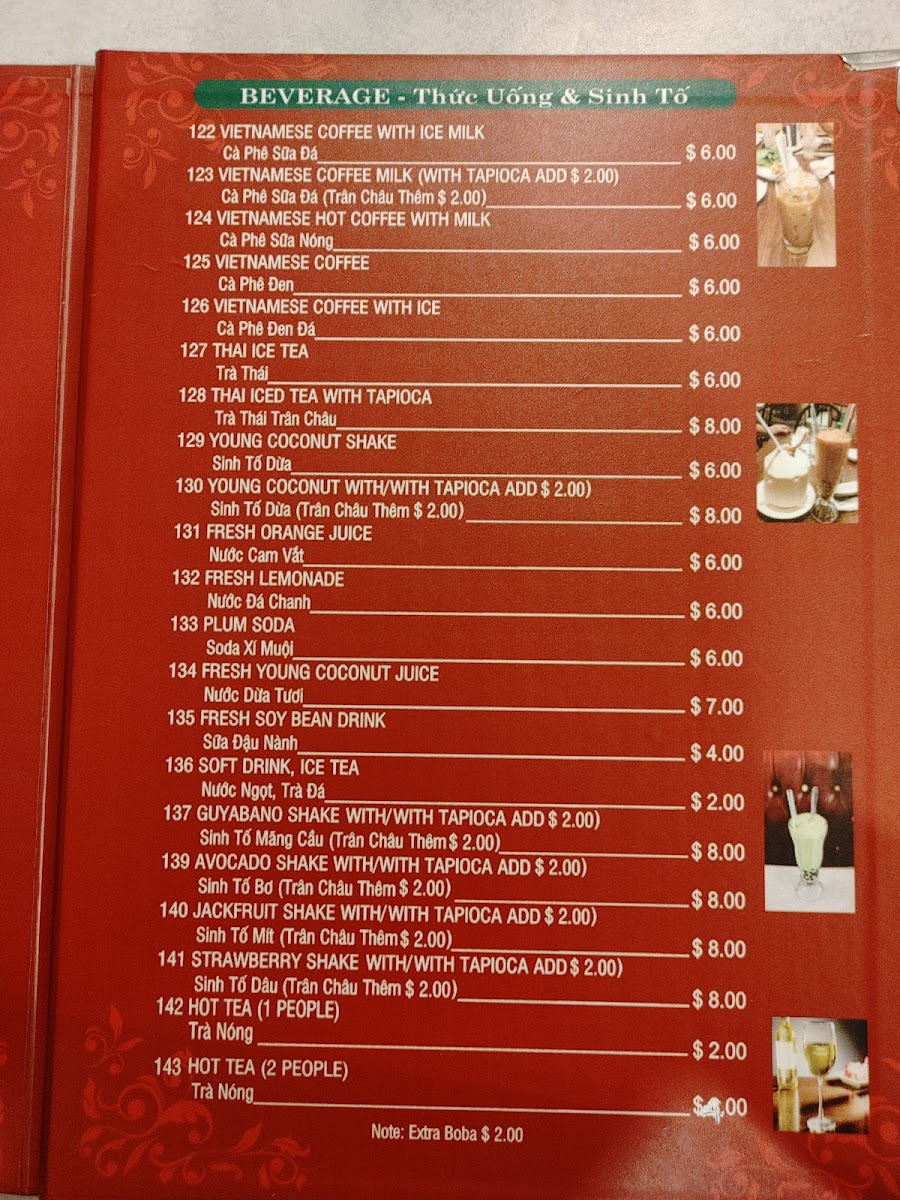 BEVERAGE - Thức Uống & Sinh Tố
122 VIETNAMESE COFFEE WITH ICE MILK
Cà Phê Sữa Đá $ 6.00
123 VIETNAMESE COFFEE MILK (WITH TAPIOCA ADD $ 2.00)
Cà Phê Sữa Đá (Trân Châu Thêm $ 2.00) $ 6.00
124 VIETNAMESE HOT COFFEE WITH MILK
Cà Phê Sữa Nóng $ 6.00
125 VIETNAMESE COFFEE
Cà Phê Đen $ 6.00
126 VIETNAMESE COFFEE WITH ICE
Cà Phê Đen Đá $ 6.00
127 THAI ICE TEA
Trà Thái $ 6.00
128 THAI ICED TEA WITH TAPIOCA
Trà Thái Trân Châu $ 8.00
129 YOUNG COCONUT SHAKE
Sinh Tố Dừa $ 6.00
130 YOUNG COCONUT WITH/WITH TAPIOCA ADD $ 2.00)
Sinh Tố Dừa (Trân Châu Thêm $ 2.00) $ 8.00
131 FRESH ORANGE JUICE
Nước Cam Vắt $ 6.00
132 FRESH LEMONADE
Nước Đá Chanh $ 6.00
133 PLUM SODA
Soda Xí Muội $ 6.00
134 FRESH YOUNG COCONUT JUICE
Nước Dừa Tươi $ 7.00
135 FRESH SOY BEAN DRINK
Sữa Đậu Nành $ 4.00
136 SOFT DRINK, ICE TEA
Nước Ngọt, Trà Đá $ 2.00
137 GUYABANO SHAKE WITH/WITH TAPIOCA ADD $ 2.00)
Sinh Tố Mãng Cầu (Trân Châu Thêm $ 2.00) $ 8.00
139 AVOCADO SHAKE WITH/WITH TAPIOCA ADD $ 2.00)
Sinh Tố Bơ (Trân Châu Thêm $ 2.00) $ 8.00
140 JACKFRUIT SHAKE WITH/WITH TAPIOCA ADD $ 2.00)
Sinh Tố Mít (Trân Châu Thêm $ 2.00) $ 8.00
141 STRAWBERRY SHAKE WITH/WITH TAPIOCA ADD $ 2.00)
Sinh Tố Dâu (Trân Châu Thêm $ 2.00) $ 8.00
142 HOT TEA (1 PEOPLE)
Trà Nóng $ 2.00
143 HOT TEA (2 PEOPLE)
Trà Nóng
Note: Extra Boba $ 2.00